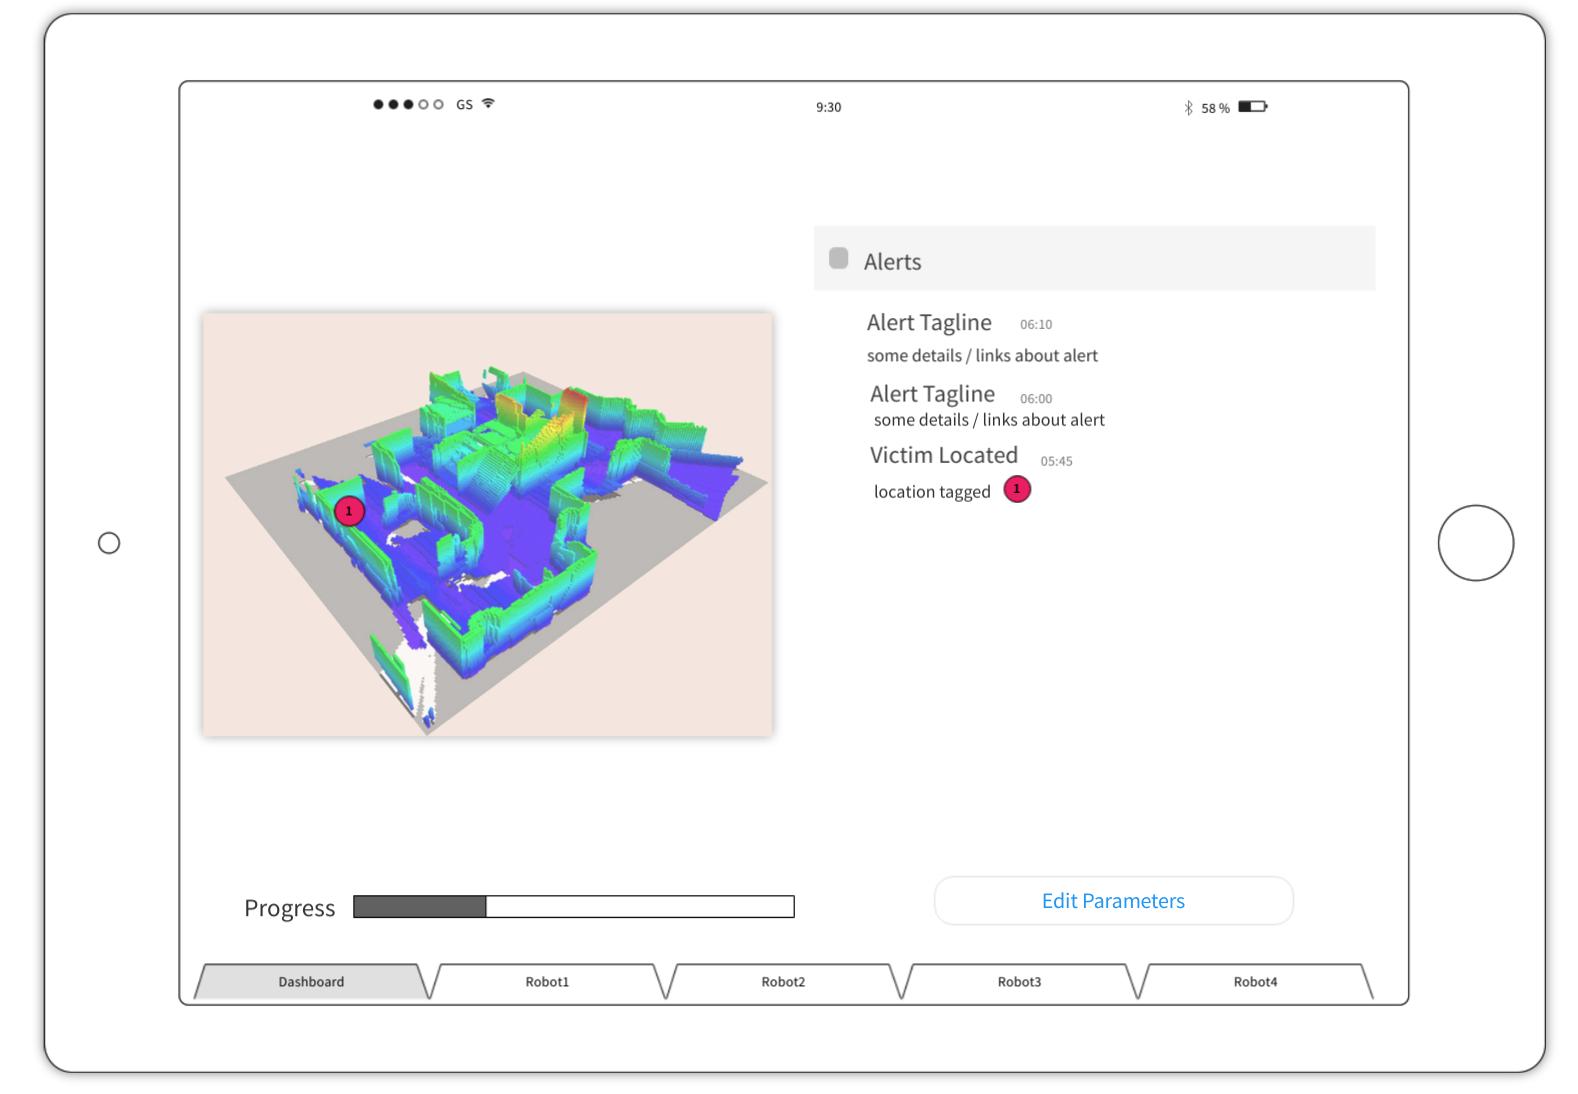 GS
9:30
58 %
Alerts
Alert Tagline 06:10
some details / links about alert
Alert Tagline 06:00
some details / links about alert
Victim Located 05:45
location tagged 1
1
Progress
Edit Parameters
Dashboard
Robot1
Robot2
Robot3
Robot4